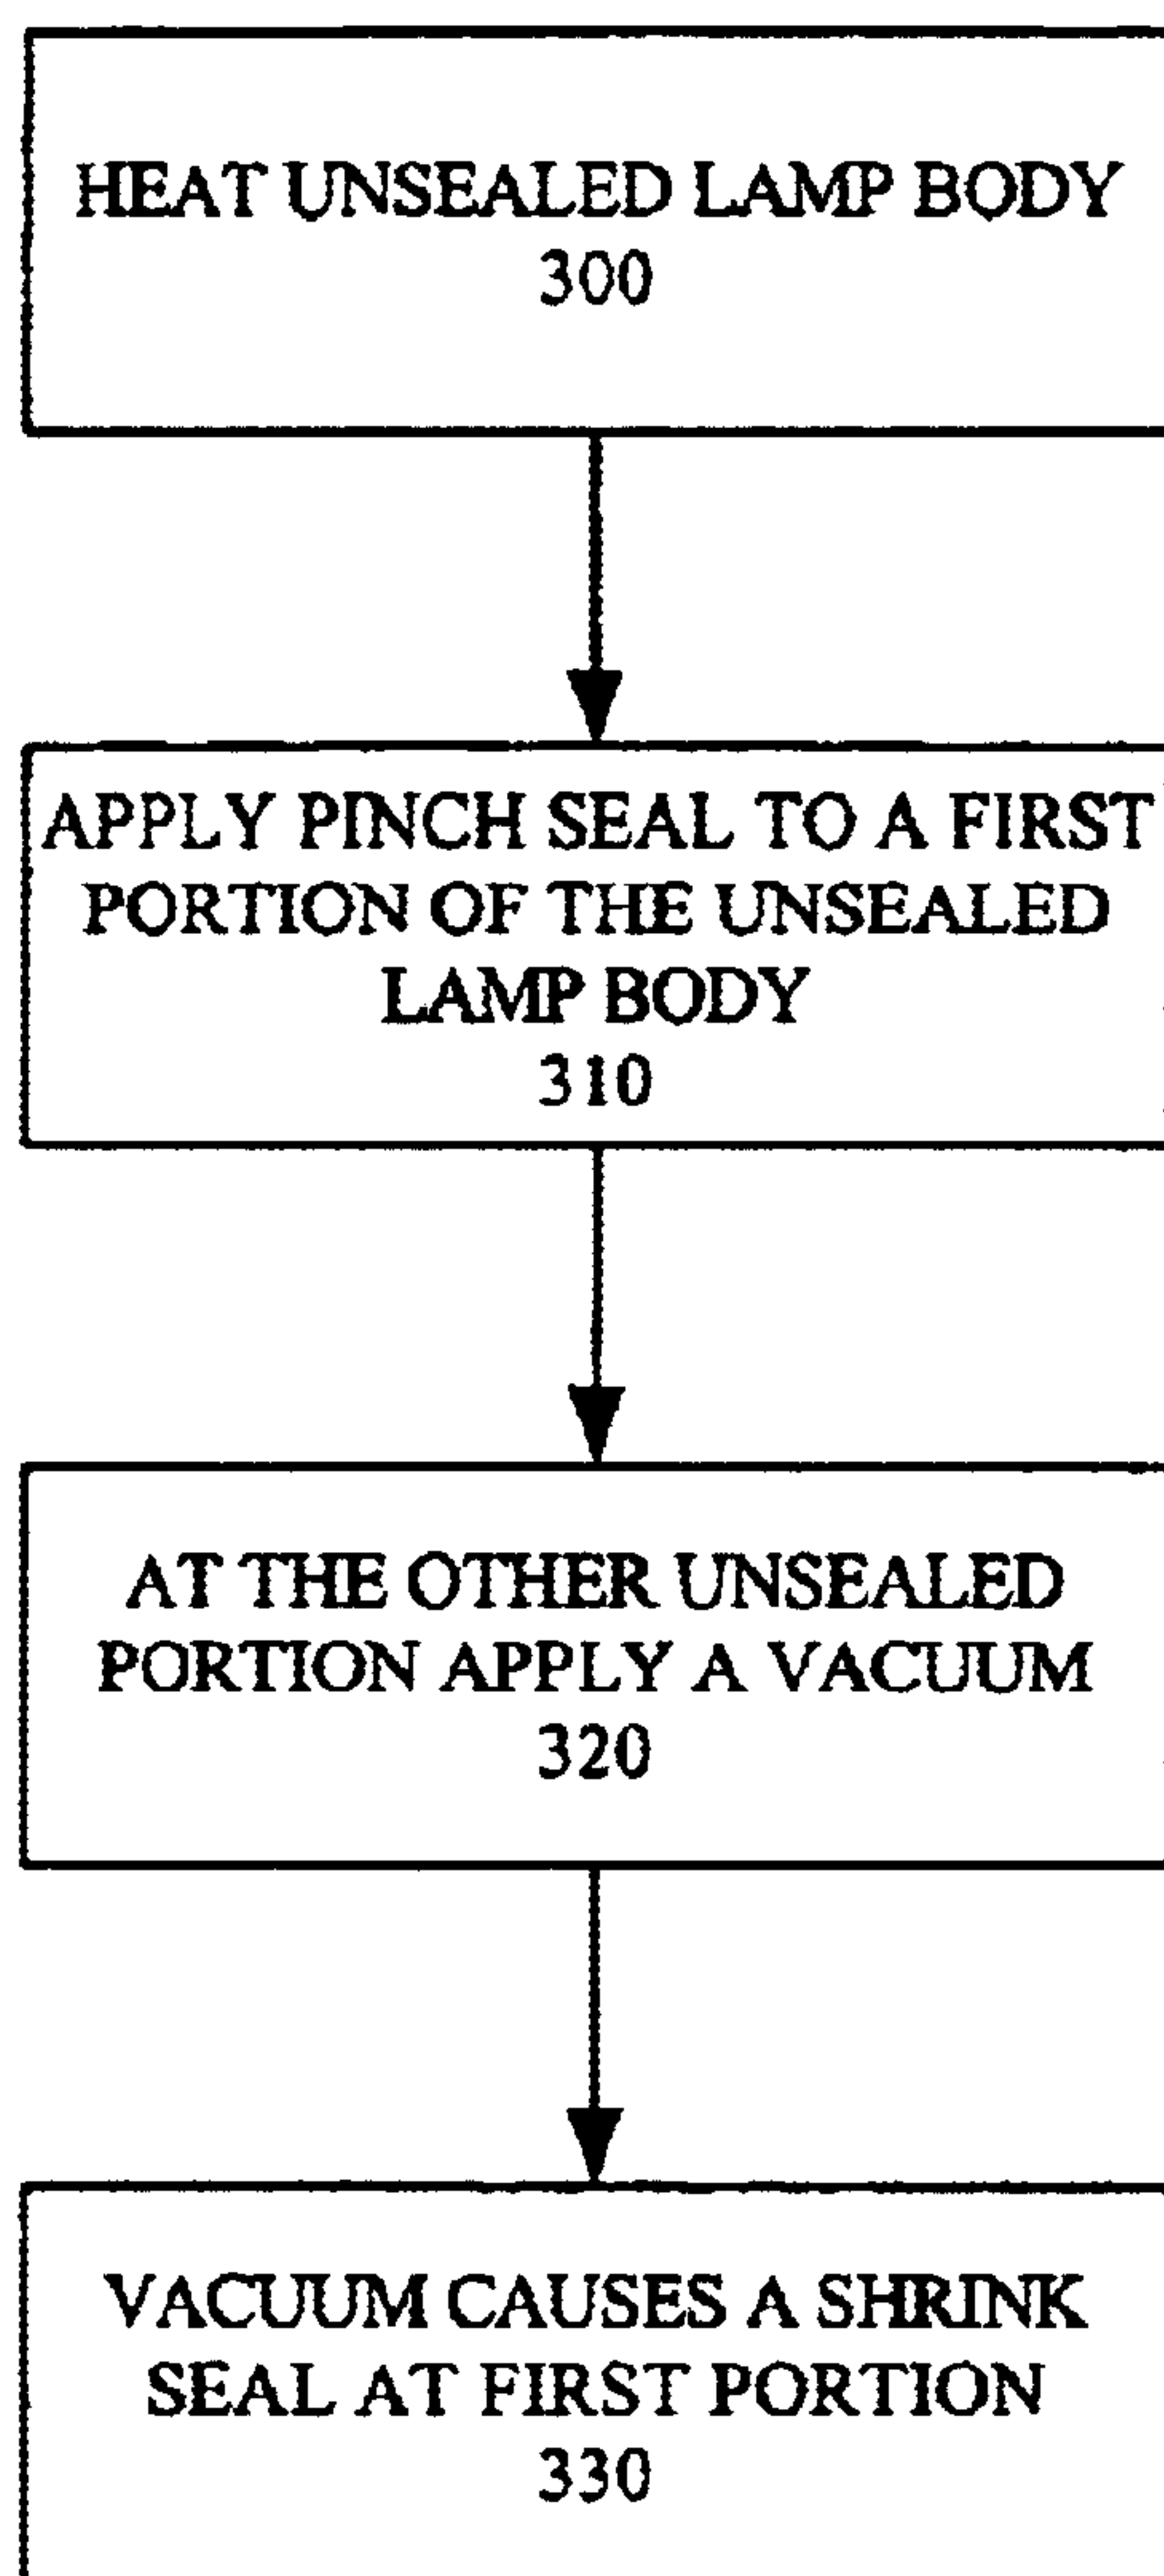 HEAT UNSEALED LAMP BODY
300
APPLY PINCH SEAL TO A FIRST
PORTION OF THE UNSEALED
LAMP BODY
310
AT THE OTHER UNSEALED
PORTION APPLY A VACUUM
320
VACUUM CAUSES A SHRINK
SEAL AT FIRST PORTION
330